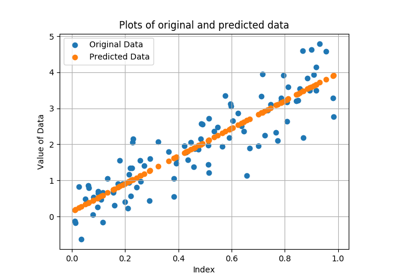 Plots of original and predicted data
Original Data
Predicted Data
Value of Data
5
4
3
2
1
0
0.0 0.2 0.4 0.6 0.8 1.0
Index